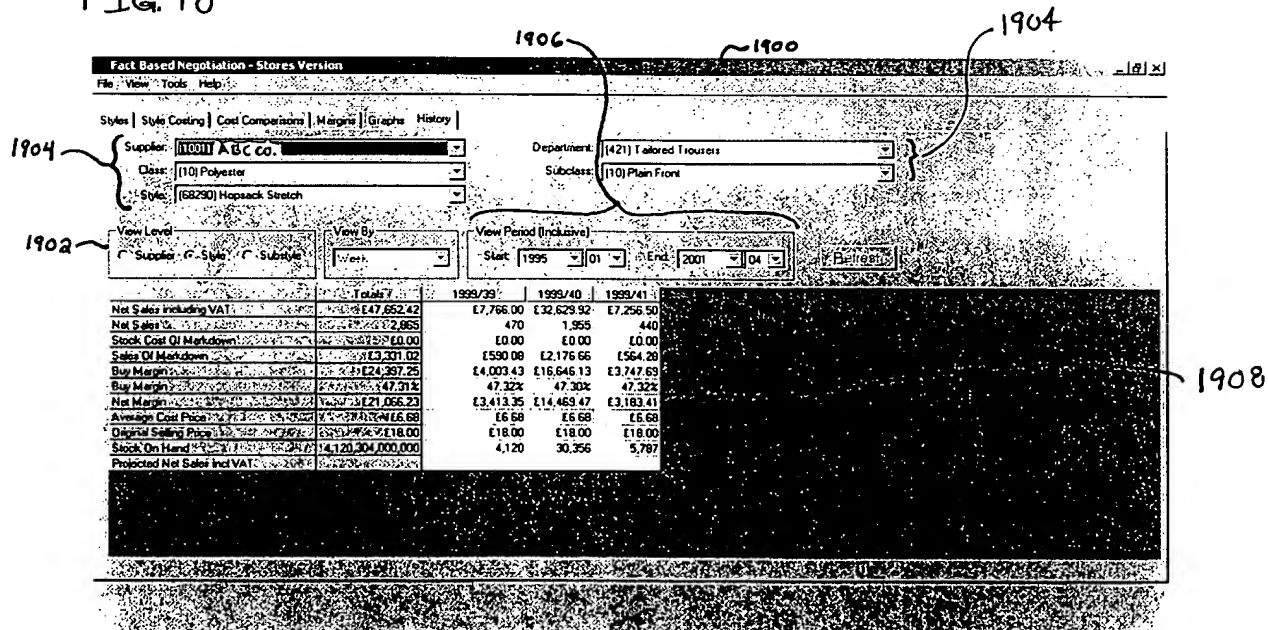 FIG. 18
1906
1900
1904
Fact Based Negotiation - Stores Version
File View Tools Help
Styles Style Costing Cost Comparisons Margins Graphs History
1904
Supplier: (1001) ABC CO. Department: (421) Tailored Trousers
Class: (10) Polyester Subclass: (10) Plain Front
Style: (68290) Hopsack Stretch
1902
View Level View By View Period (Inclusive)
Supplier Style Substyle Week Start 1995 01 End 2001 04 Refresh
Totals 1999/39 1999/40 1999/41
Net Sales including VAT £47,652.42 £7,766.00 £32,629.92 £7,256.50
Net Sales 2,865 470 1,955 440
Stock Cost Of Markdown £0.00 £0.00 £0.00 £0.00
Sales Of Markdown £3,331.02 £590.08 £2,176.66 £564.28
Buy Margin £24,397.25 £4,003.43 £16,646.13 £3,747.69
Buy Margin 47.31% 47.32% 47.30% 47.32%
Net Margin £21,066.23 £3,413.35 £14,469.47 £3,183.41
Average Cost Price £6.68 £6.68 £6.68 £6.68
Original Selling Price £18.00 £18.00 £18.00 £18.00
Stock On Hand 4,120,304,000,000 4,120 30,356 5,787
Projected Net Sales incl VAT
1908